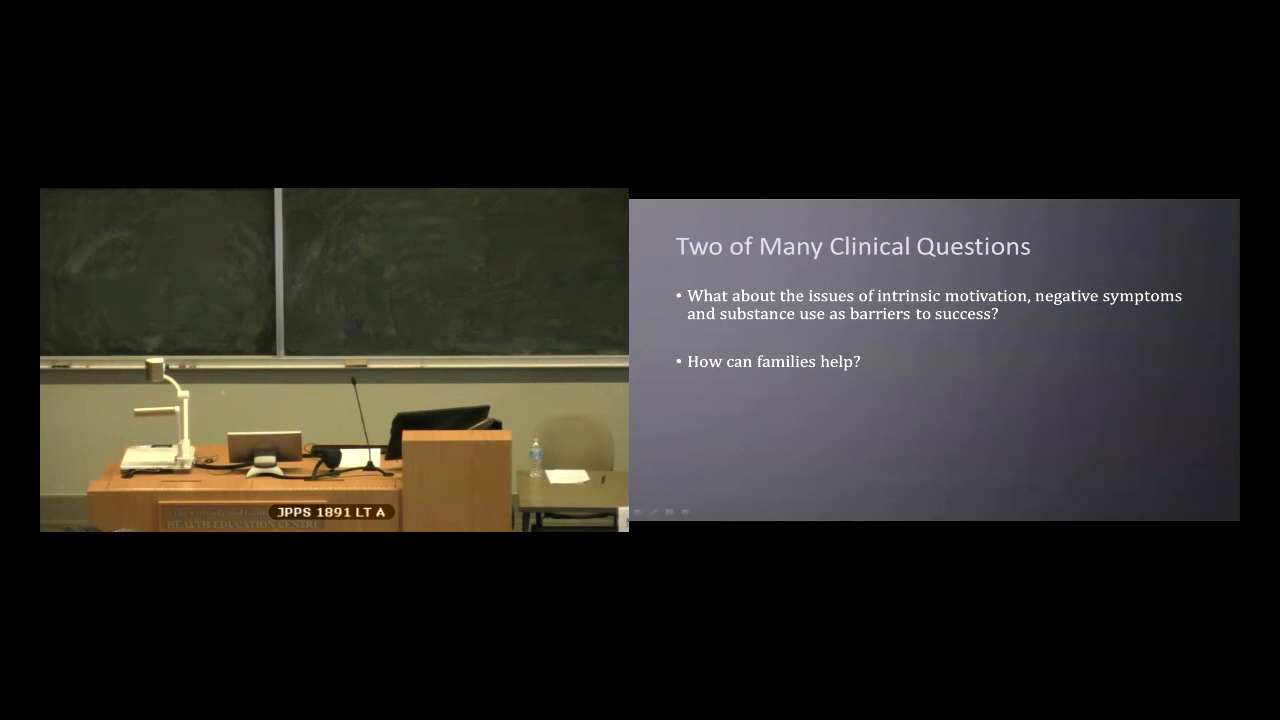 Two of Many Clinical Questions
• What about the issues of intrinsic motivation, negative symptoms
and substance use as barriers to success?
• How can families help?
JPPS 1891 LT A
HEALTH EDUCATION CENTRE